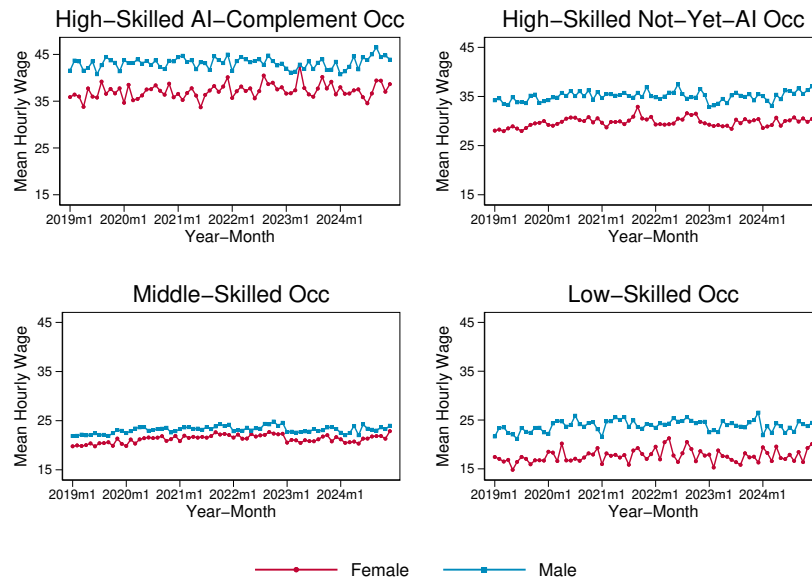 High−Skilled AI−Complement Occ
Mean Hourly Wage
45
35
25
15
2019m1 2020m1 2021m1 2022m1 2023m1 2024m1
Year−Month
High−Skilled Not−Yet−AI Occ
Mean Hourly Wage
45
35
25
15
2019m1 2020m1 2021m1 2022m1 2023m1 2024m1
Year−Month
Middle−Skilled Occ
Mean Hourly Wage
45
35
25
15
2019m1 2020m1 2021m1 2022m1 2023m1 2024m1
Year−Month
Low−Skilled Occ
Mean Hourly Wage
45
35
25
15
2019m1 2020m1 2021m1 2022m1 2023m1 2024m1
Year−Month
Female Male